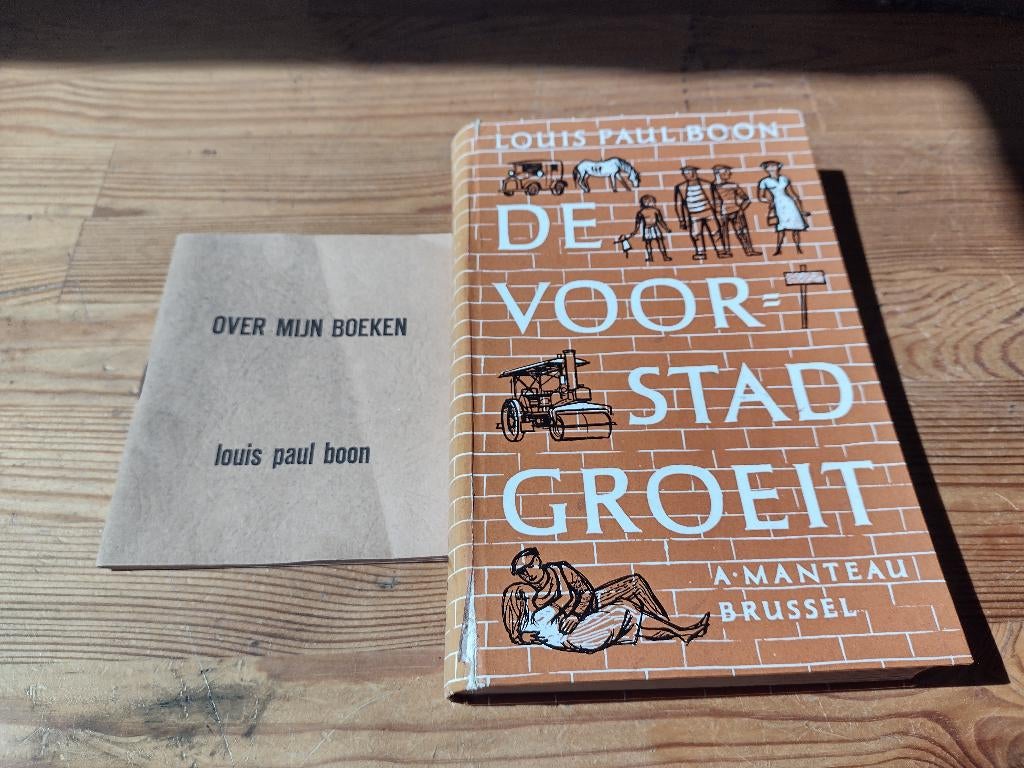 OVER MIJN BOEKEN
louis paul boon
LOUIS PAUL BOON
DE
VOOR=
STAD
GROEIT
A·MANTEAU
BRUSSEL